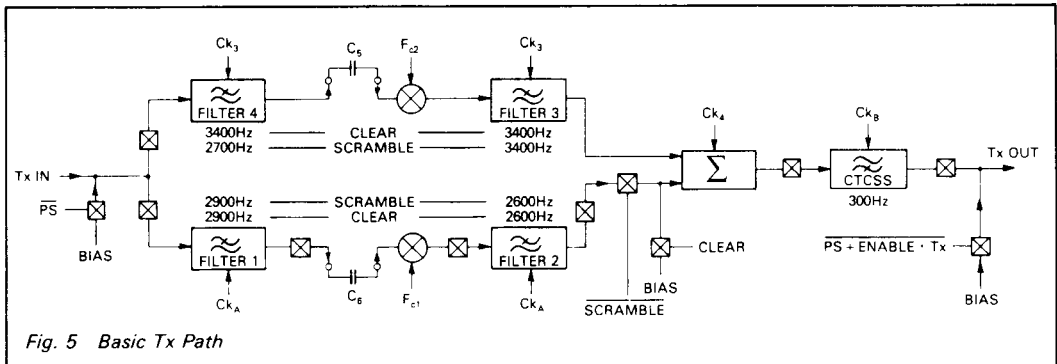 Ck3 C5 Fc2 Ck3
Ck4 CkB
FILTER 4 FILTER 3
3400Hz CLEAR 3400Hz
2700Hz SCRAMBLE 3400Hz
Tx IN Σ CTCSS Tx OUT
300Hz
PS
BIAS
2900Hz SCRAMBLE 2600Hz
2900Hz CLEAR 2600Hz
FILTER 1 FILTER 2
CLEAR
PS + ENABLE · Tx
BIAS
SCRAMBLE
BIAS
CkA C6 Fc1 CkA
Fig. 5 Basic Tx Path